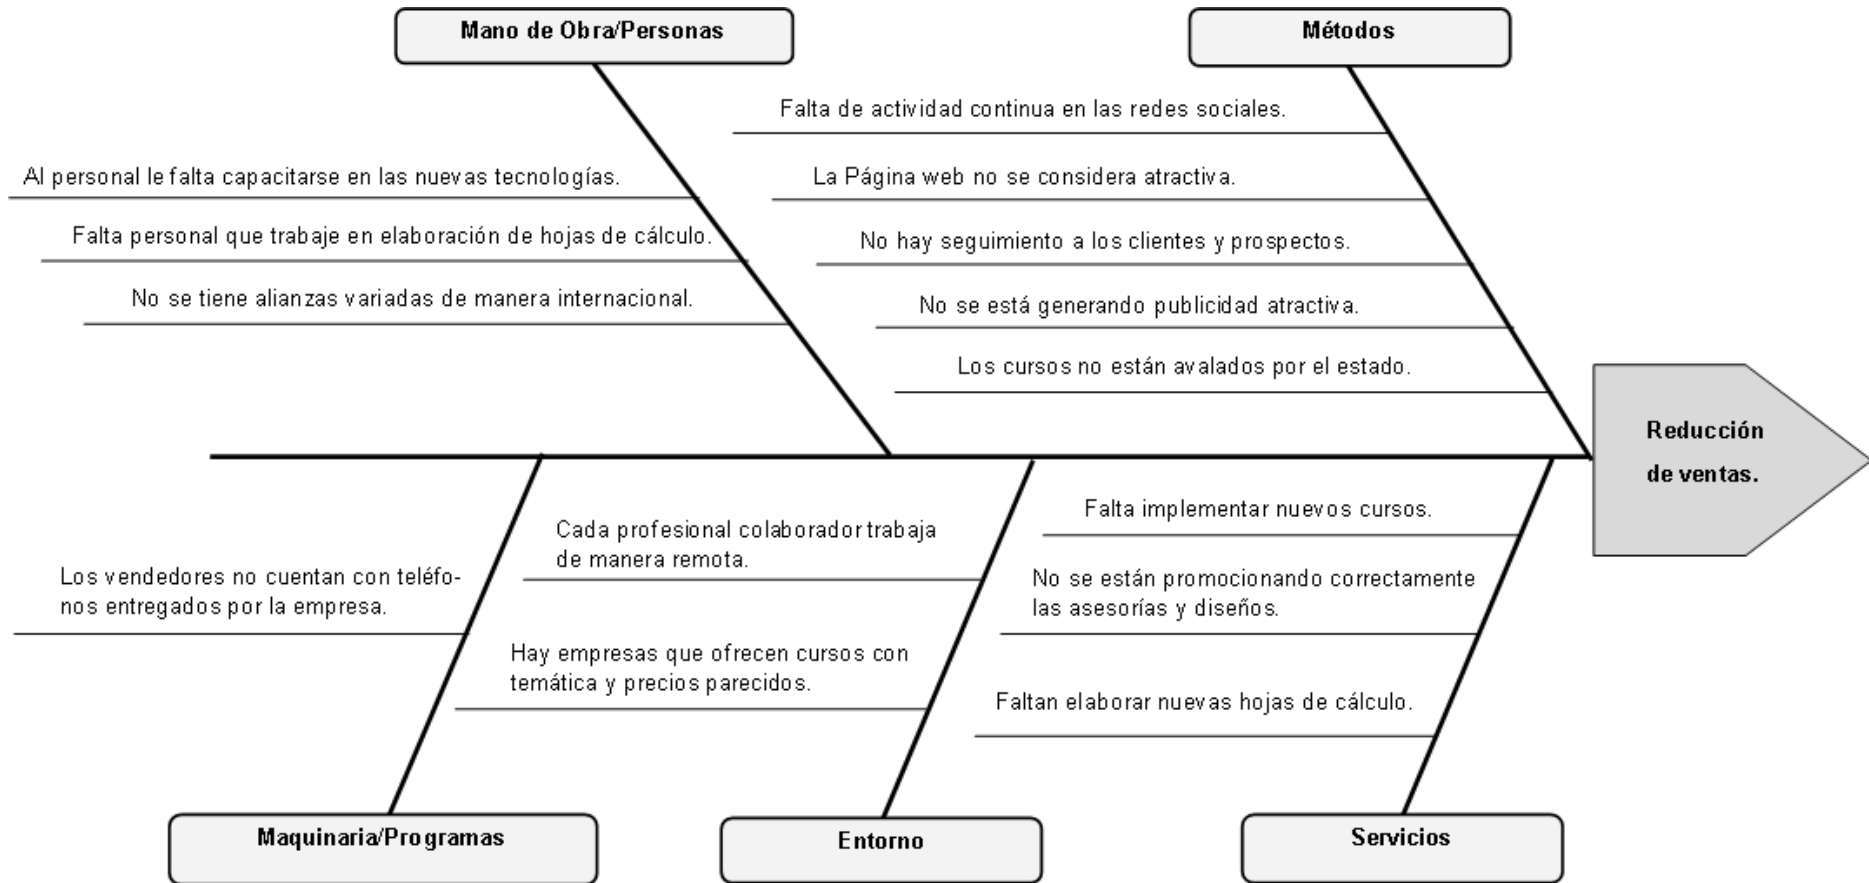 Mano de Obra/Personas
Métodos
Falta de actividad continua en las redes sociales.
Al personal le falta capacitarse en las nuevas tecnologías.
La Página web no se considera atractiva.
Falta personal que trabaje en elaboración de hojas de cálculo.
No hay seguimiento a los clientes y prospectos.
No se tiene alianzas variadas de manera internacional.
No se está generando publicidad atractiva.
Los cursos no están avalados por el estado.
Reducción
de ventas.
Los vendedores no cuentan con teléfo-
nos entregados por la empresa.
Cada profesional colaborador trabaja
de manera remota.
Hay empresas que ofrecen cursos con
temática y precios parecidos.
Falta implementar nuevos cursos.
No se están promocionando correctamente
las asesorías y diseños.
Faltan elaborar nuevas hojas de cálculo.
Maquinaria/Programas
Entorno
Servicios